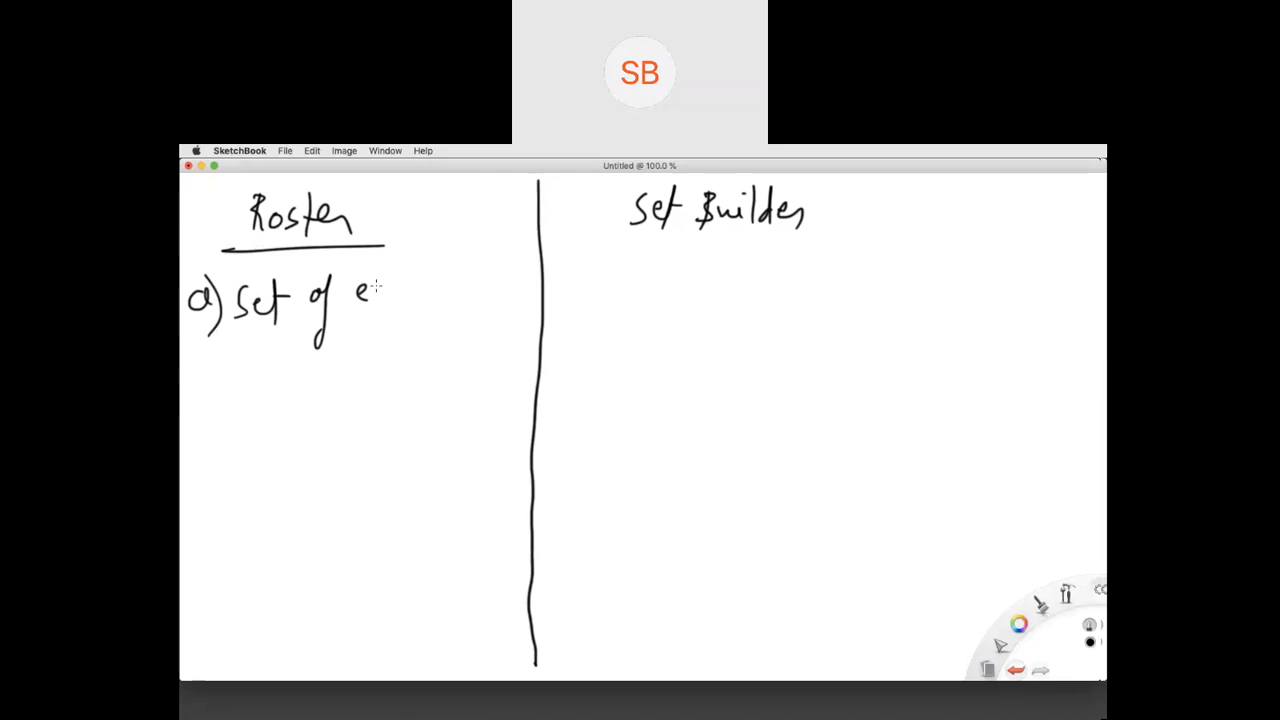 SB
SketchBook File Edit Image Window Help
Untitled @ 100.0 %
Roster
Set Builder
a) Set of e